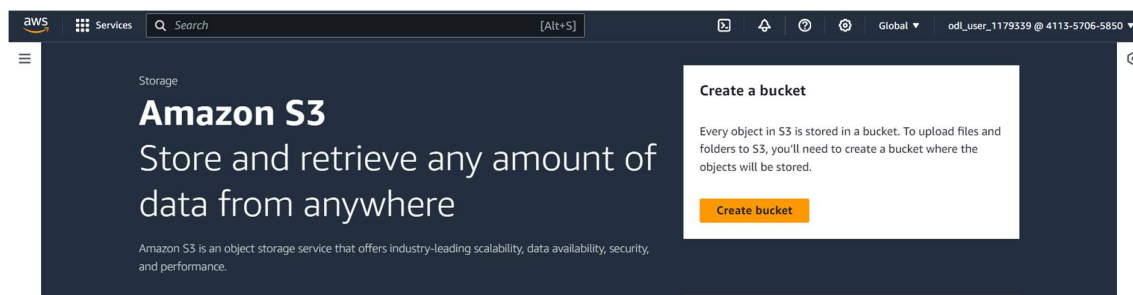 aws
Services
Search
[Alt+S]
Global
odl_user_1179339 @ 4113-5706-5850
Storage
Amazon S3
Store and retrieve any amount of
data from anywhere
Amazon S3 is an object storage service that offers industry-leading scalability, data availability, security,
and performance.
Create a bucket
Every object in S3 is stored in a bucket. To upload files and
folders to S3, you'll need to create a bucket where the
objects will be stored.
Create bucket